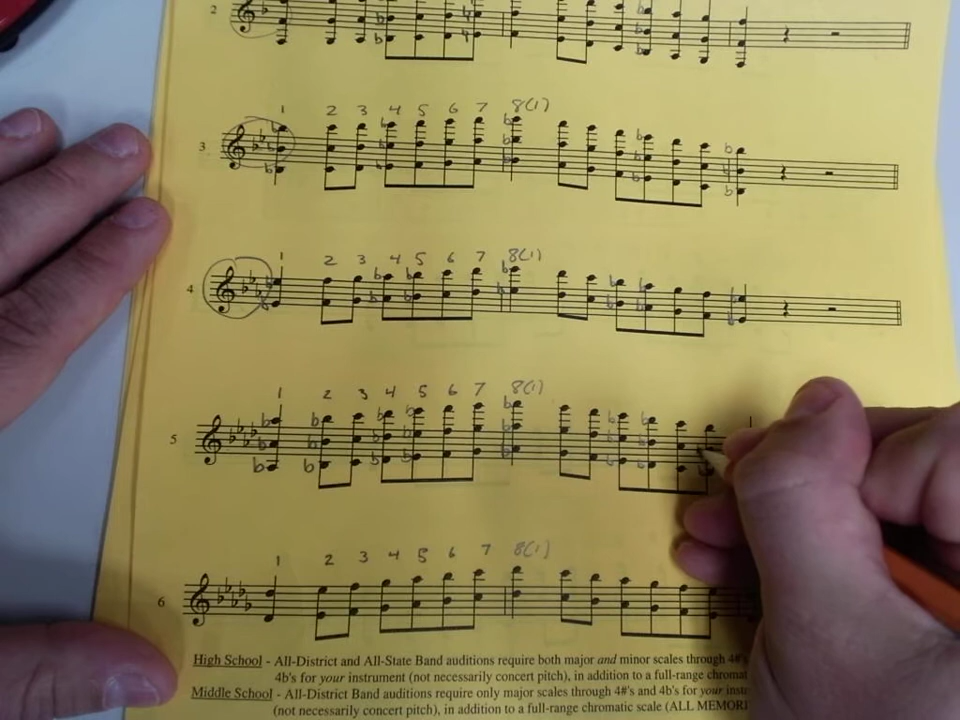 2
1 2 3 4 5 6 7 8(1)
3
1 2 3 4 5 6 7 8(1)
4
1 2 3 4 5 6 7 8(1)
5
1 2 3 4 5 6 7 8(1)
6
High School - All-District and All-State Band auditions require both major and minor scales through 4#'s
4b's for your instrument (not necessarily concert pitch), in addition to a full-range
Middle School - All-District Band auditions require only major scales through 4#'s and 4b's for your
(not necessarily concert pitch), in addition to a full-range chromatic scale (ALL